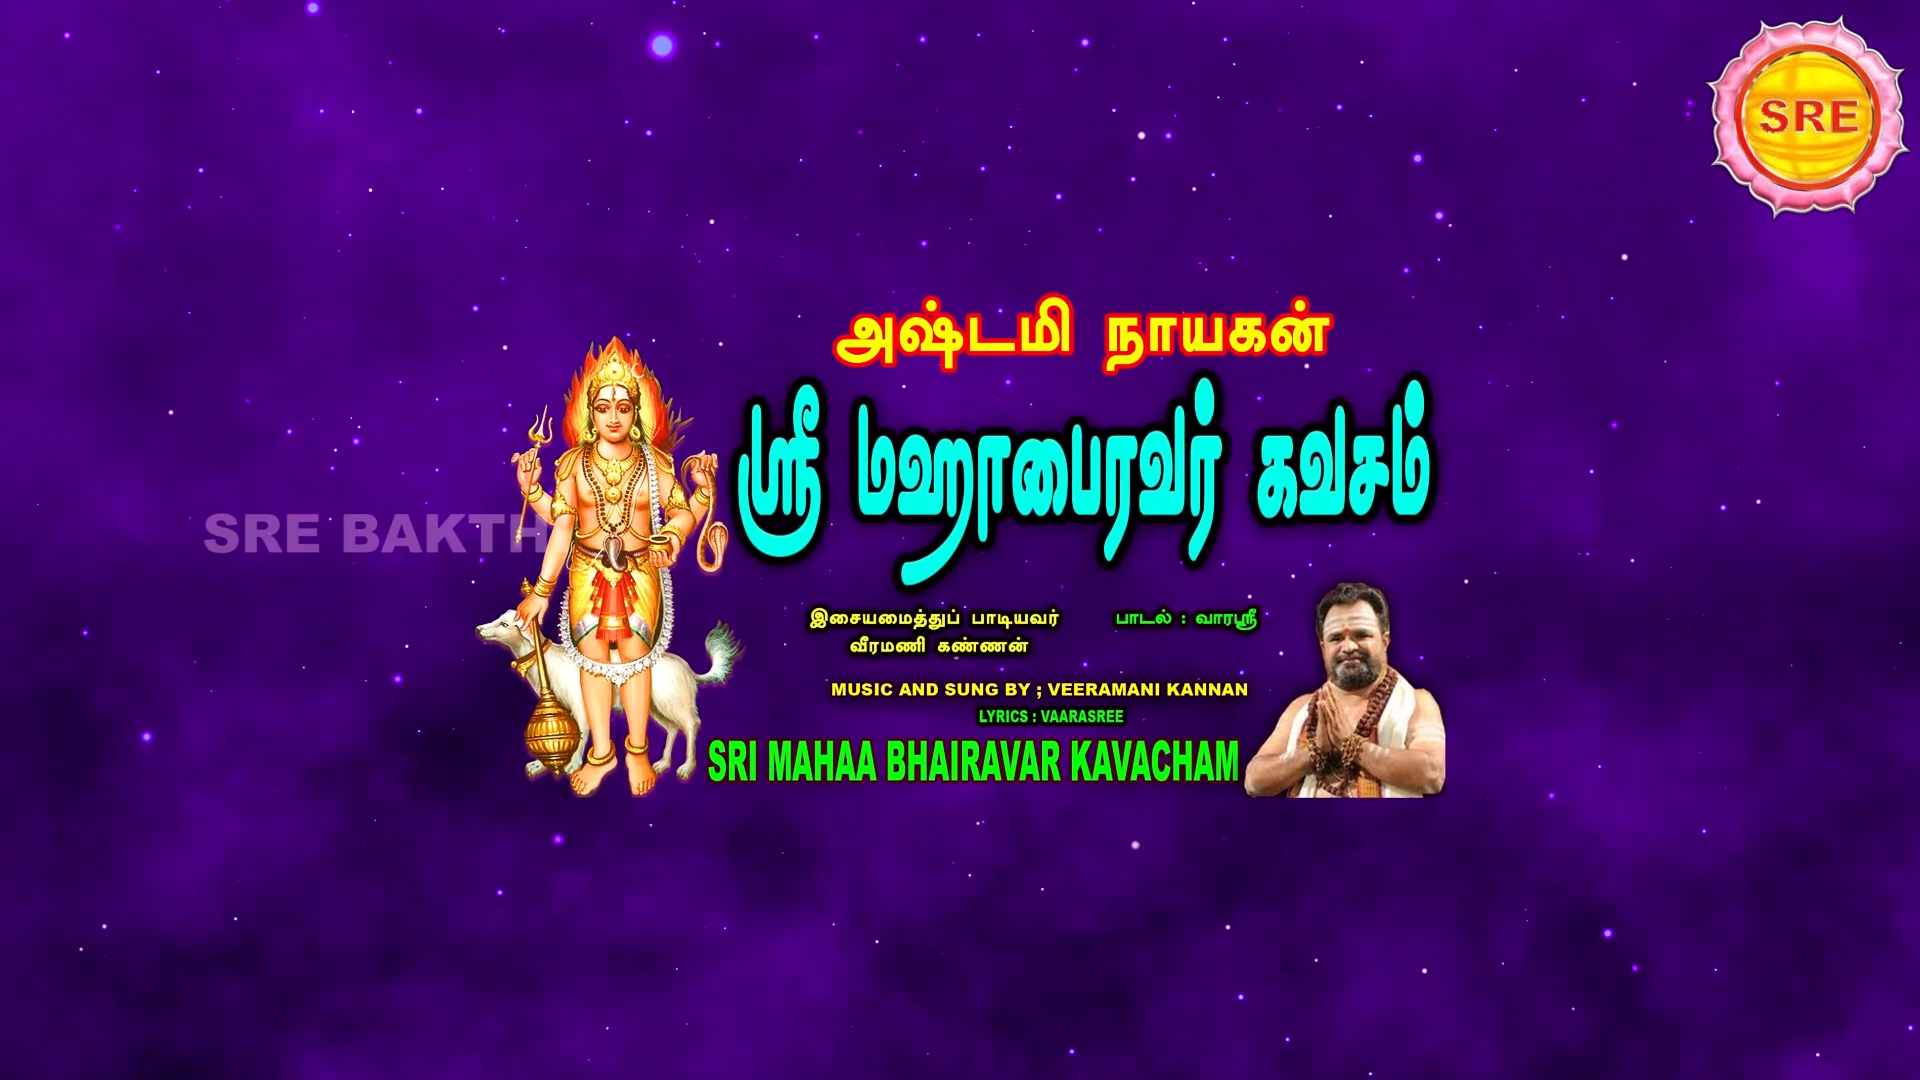 SRE
அஷ்டமி நாயகன்
ஸ்ரீ மஹாபைரவர் கவசம்
SRE BAKTH
இசையமைத்துப் பாடியவர்
வீரமணி கண்ணன்
பாடல் : வாரஸ்ரீ
MUSIC AND SUNG BY ; VEERAMANI KANNAN
LYRICS : VAARASREE
SRI MAHAA BHAIRAVAR KAVACHAM